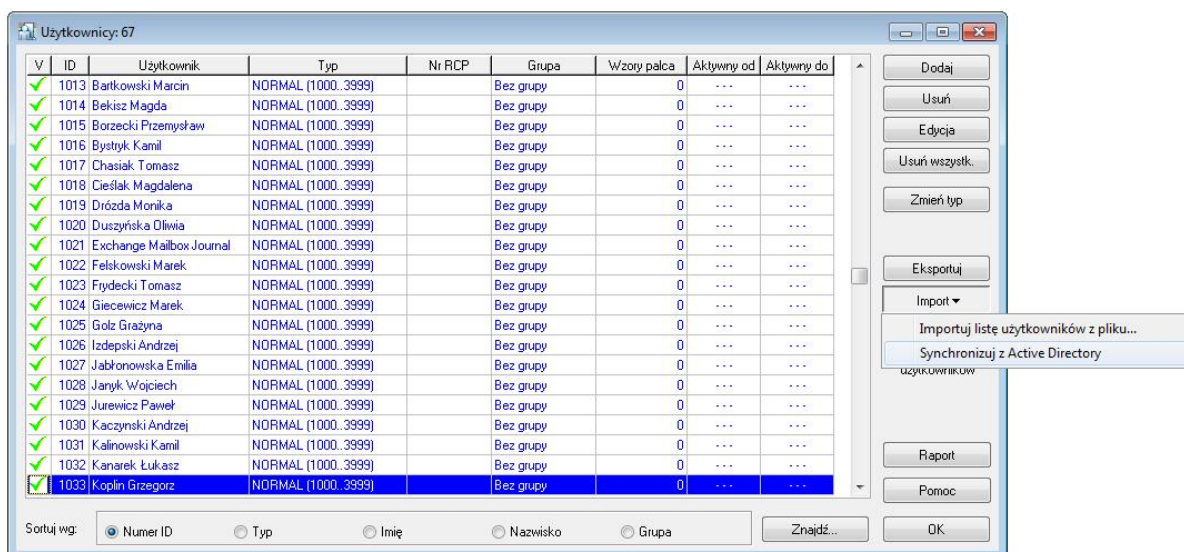 Użytkownicy: 67
V ID Użytkownik Typ Nr RCP Grupa Wzory palca Aktywny od Aktywny do
1013 Bartkowski Marcin NORMAL (1000..3999) Bez grupy 0 --- ---
1014 Bekisz Magda NORMAL (1000..3999) Bez grupy 0 --- ---
1015 Borzecki Przemysław NORMAL (1000..3999) Bez grupy 0 --- ---
1016 Bystryk Kamil NORMAL (1000..3999) Bez grupy 0 --- ---
1017 Chasiak Tomasz NORMAL (1000..3999) Bez grupy 0 --- ---
1018 Cieślak Magdalena NORMAL (1000..3999) Bez grupy 0 --- ---
1019 Drózda Monika NORMAL (1000..3999) Bez grupy 0 --- ---
1020 Duszyńska Oliwia NORMAL (1000..3999) Bez grupy 0 --- ---
1021 Exchange Mailbox Journal NORMAL (1000..3999) Bez grupy 0 --- ---
1022 Felskowski Marek NORMAL (1000..3999) Bez grupy 0 --- ---
1023 Frydecki Tomasz NORMAL (1000..3999) Bez grupy 0 --- ---
1024 Giecewicz Marek NORMAL (1000..3999) Bez grupy 0 --- ---
1025 Golz Grażyna NORMAL (1000..3999) Bez grupy 0 --- ---
1026 Izdepski Andrzej NORMAL (1000..3999) Bez grupy 0 --- ---
1027 Jabłonowska Emilia NORMAL (1000..3999) Bez grupy 0 --- ---
1028 Janyk Wojciech NORMAL (1000..3999) Bez grupy 0 --- ---
1029 Jurewicz Paweł NORMAL (1000..3999) Bez grupy 0 --- ---
1030 Kaczynski Andrzej NORMAL (1000..3999) Bez grupy 0 --- ---
1031 Kalinowski Kamil NORMAL (1000..3999) Bez grupy 0 --- ---
1032 Kanarek Łukasz NORMAL (1000..3999) Bez grupy 0 --- ---
1033 Koplin Grzegorz NORMAL (1000..3999) Bez grupy 0 --- ---
Dodaj
Usuń
Edycja
Usuń wszystk.
Zmień typ
Eksportuj
Import
Importuj listę użytkowników z pliku...
Synchronizuj z Active Directory
użytkowników
Raport
Pomoc
Sortuj wg: Numer ID Typ Imię Nazwisko Grupa Znajdź... OK